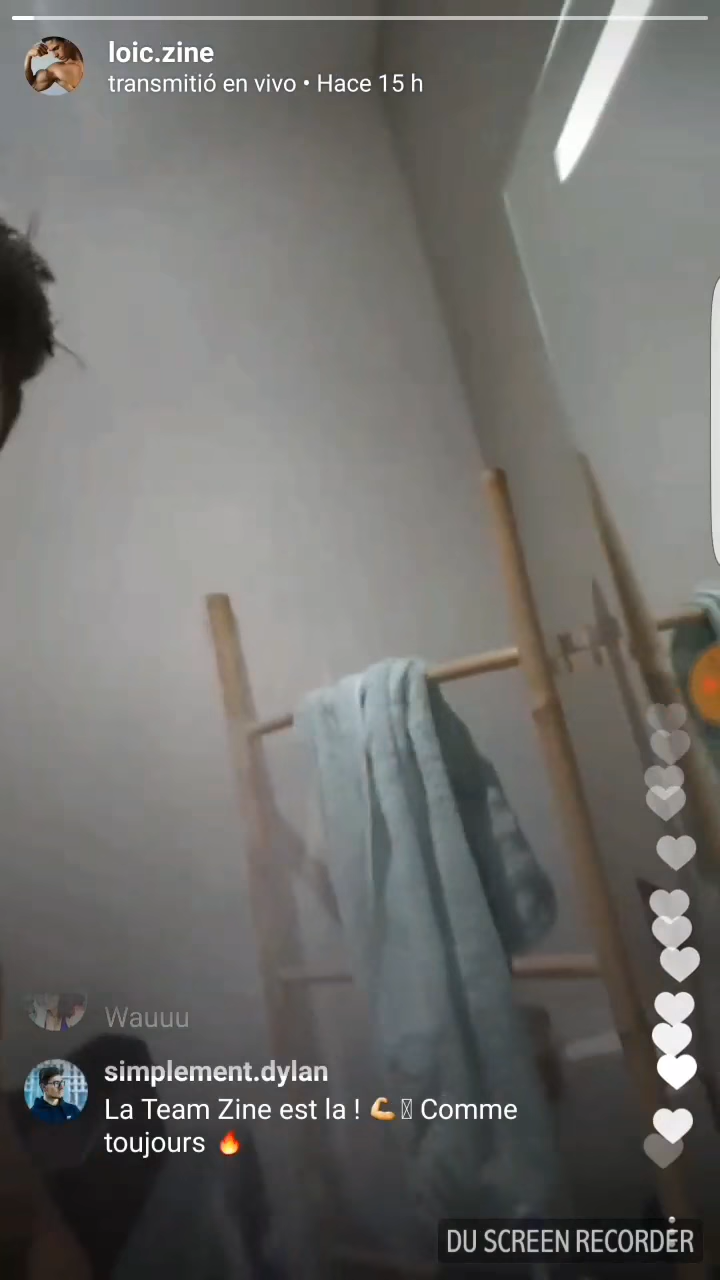 loic.zine
transmitió en vivo • Hace 15 h
Wauuu
simplement.dylan
La Team Zine est la ! 💪 Comme
toujours 🔥
DU SCREEN RECORDER